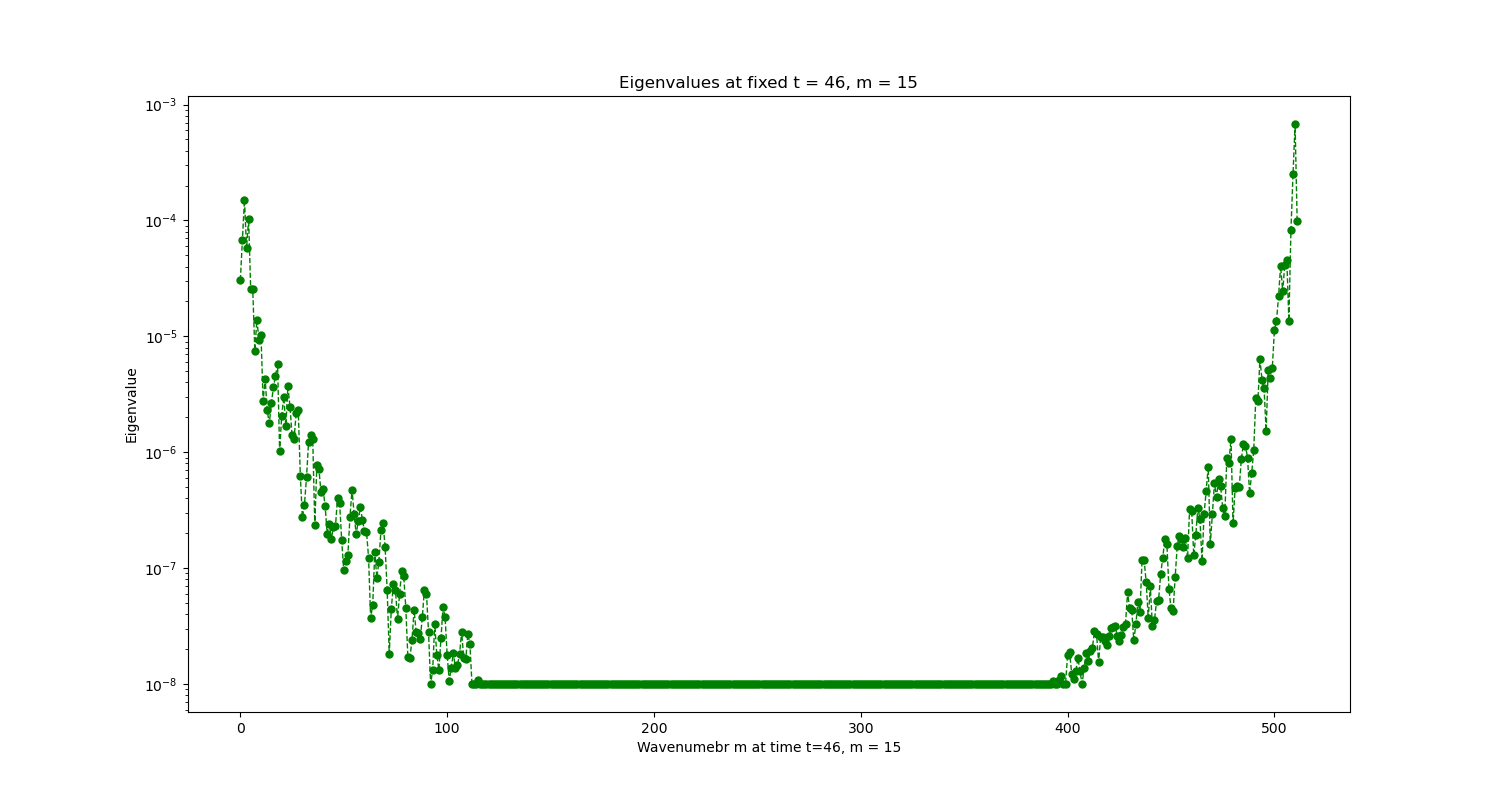 Eigenvalues at fixed t = 46, m = 15
10⁻³
10⁻⁴
10⁻⁵
10⁻⁶
10⁻⁷
10⁻⁸
Eigenvalue
0 100 200 300 400 500
Wavenumebr m at time t=46, m = 15